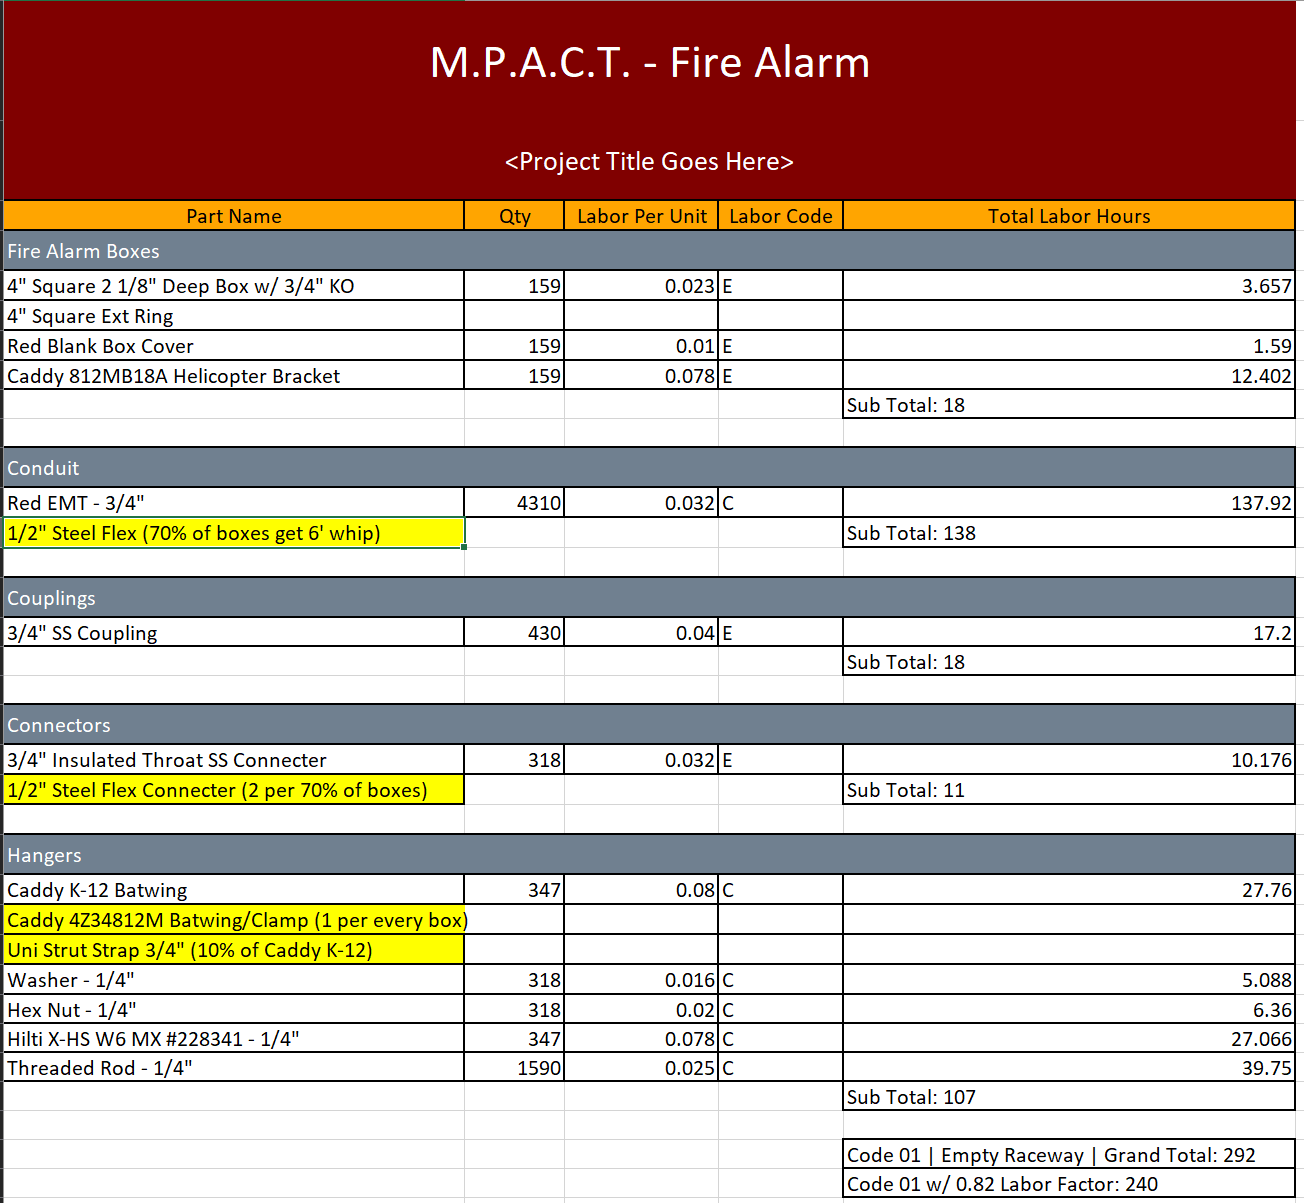 M.P.A.C.T. - Fire Alarm
<Project Title Goes Here>
Part Name Qty Labor Per Unit Labor Code Total Labor Hours
Fire Alarm Boxes
4" Square 2 1/8" Deep Box w/ 3/4" KO 159 0.023 E 3.657
4" Square Ext Ring
Red Blank Box Cover 159 0.01 E 1.59
Caddy 812MB18A Helicopter Bracket 159 0.078 E 12.402
Sub Total: 18
Conduit
Red EMT - 3/4" 4310 0.032 C 137.92
1/2" Steel Flex (70% of boxes get 6' whip) Sub Total: 138
Couplings
3/4" SS Coupling 430 0.04 E 17.2
Sub Total: 18
Connectors
3/4" Insulated Throat SS Connecter 318 0.032 E 10.176
1/2" Steel Flex Connecter (2 per 70% of boxes) Sub Total: 11
Hangers
Caddy K-12 Batwing 347 0.08 C 27.76
Caddy 4Z34812M Batwing/Clamp (1 per every box)
Uni Strut Strap 3/4" (10% of Caddy K-12)
Washer - 1/4" 318 0.016 C 5.088
Hex Nut - 1/4" 318 0.02 C 6.36
Hilti X-HS W6 MX #228341 - 1/4" 347 0.078 C 27.066
Threaded Rod - 1/4" 1590 0.025 C 39.75
Sub Total: 107
Code 01 | Empty Raceway | Grand Total: 292
Code 01 w/ 0.82 Labor Factor: 240